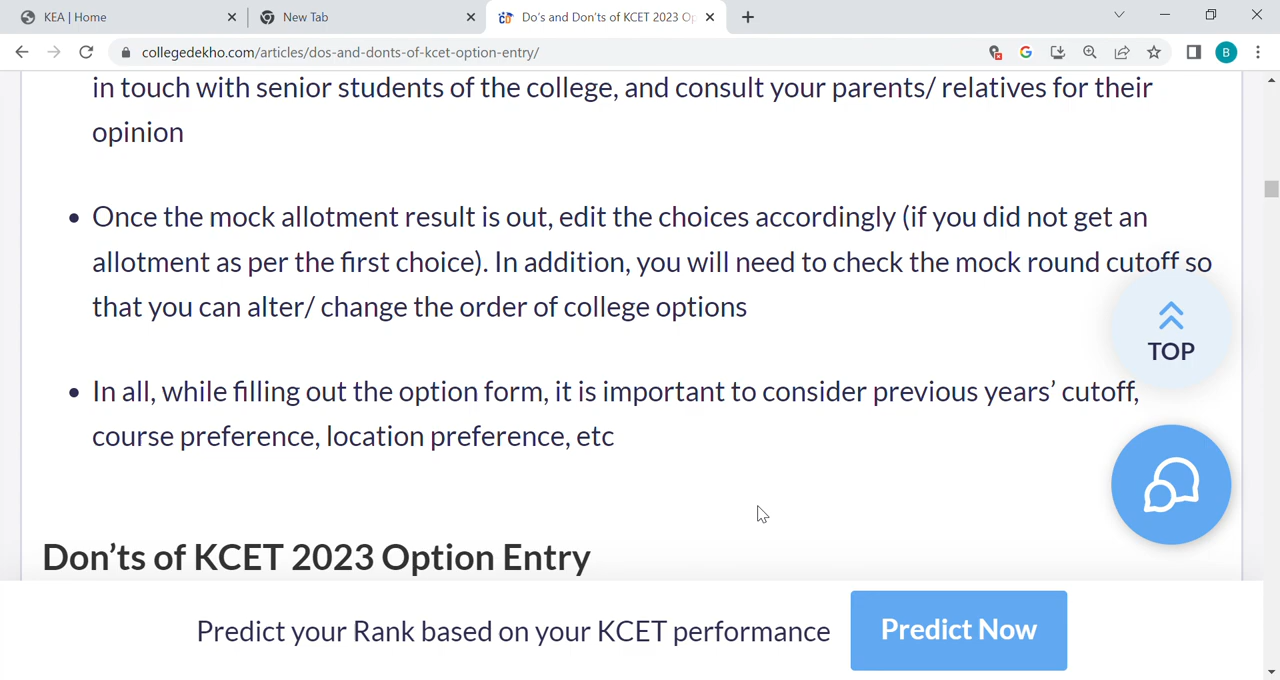 KEA | Home
New Tab
Do's and Don'ts of KCET 2023 Op
collegedekho.com/articles/dos-and-donts-of-kcet-option-entry/
B
in touch with senior students of the college, and consult your parents/ relatives for their
opinion
• Once the mock allotment result is out, edit the choices accordingly (if you did not get an
allotment as per the first choice). In addition, you will need to check the mock round cutoff so
that you can alter/ change the order of college options
TOP
• In all, while filling out the option form, it is important to consider previous years’ cutoff,
course preference, location preference, etc
Don’ts of KCET 2023 Option Entry
Predict your Rank based on your KCET performance
Predict Now